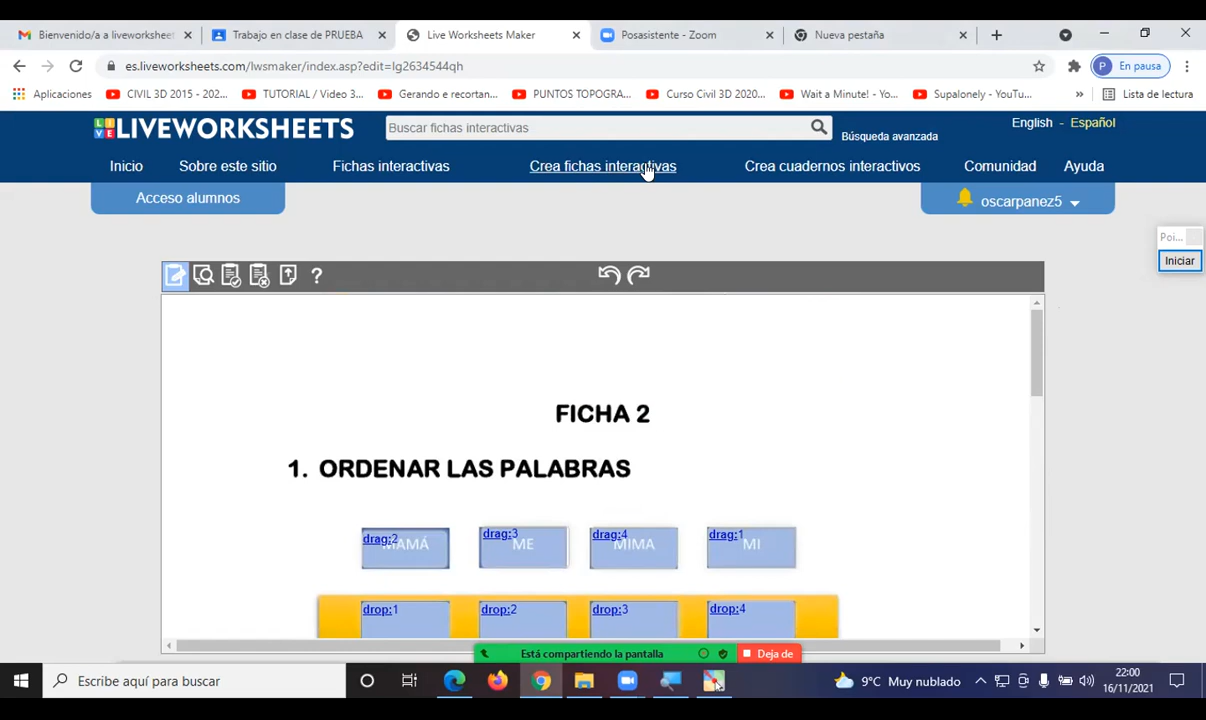 Bienvenido/a a liveworksheet
Trabajo en clase de PRUEBA
Live Worksheets Maker
Posasistente - Zoom
Nueva pestaña
es.liveworksheets.com/lwsmaker/index.asp?edit=lg2634544qh
P En pausa
Aplicaciones
CIVIL 3D 2015 - 202...
TUTORIAL / Video 3...
Gerando e recortan...
PUNTOS TOPOGRA...
Curso Civil 3D 2020...
Wait a Minute! - Yo...
Supalonely - YouTu...
»
Lista de lectura
LIVEWORKSHEETS
Buscar fichas interactivas
Búsqueda avanzada
English - Español
Inicio
Sobre este sitio
Fichas interactivas
Crea fichas interactivas
Crea cuadernos interactivos
Comunidad
Ayuda
Acceso alumnos
oscarpanez5
Poi...
Iniciar
?
FICHA 2
1. ORDENAR LAS PALABRAS
drag:2 MAMÁ
drag:3 ME
drag:4 MIMA
drag:1 MI
drop:1
drop:2
drop:3
drop:4
Está compartiendo la pantalla
Deja de
Escribe aquí para buscar
9°C Muy nublado
22:00
16/11/2021